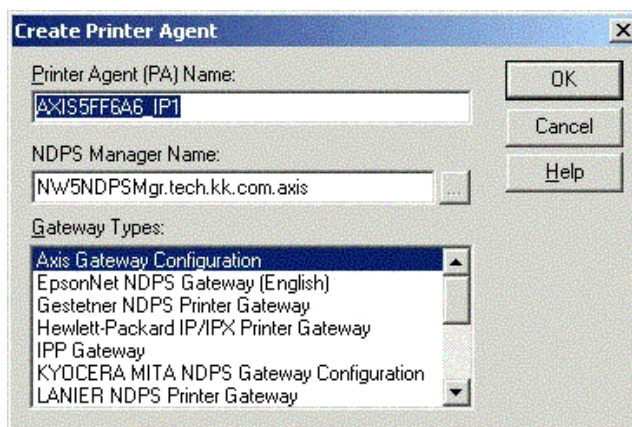 Create Printer Agent
Printer Agent (PA) Name:
AXIS5FF6A6_IP1
NDPS Manager Name:
NW5NDPSMgr.tech.kk.com.axis
...
Gateway Types:
Axis Gateway Configuration
EpsonNet NDPS Gateway (English)
Gestetner NDPS Printer Gateway
Hewlett-Packard IP/IPX Printer Gateway
IPP Gateway
KYOCERA MITA NDPS Gateway Configuration
LANIER NDPS Printer Gateway
OK
Cancel
Help